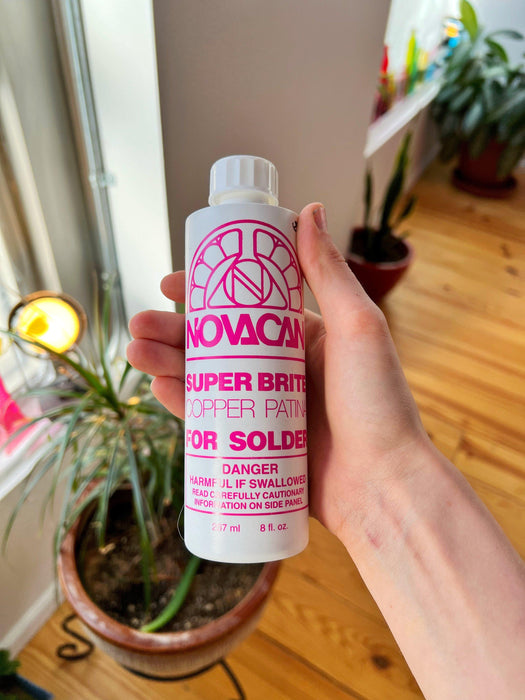 N
NOVACAN
SUPER BRITE
COPPER PATINA
FOR SOLDER
DANGER
HARMFUL IF SWALLOWED
READ CAREFULLY CAUTIONARY
INFORMATION ON SIDE PANEL
237 ml 8 fl. oz.